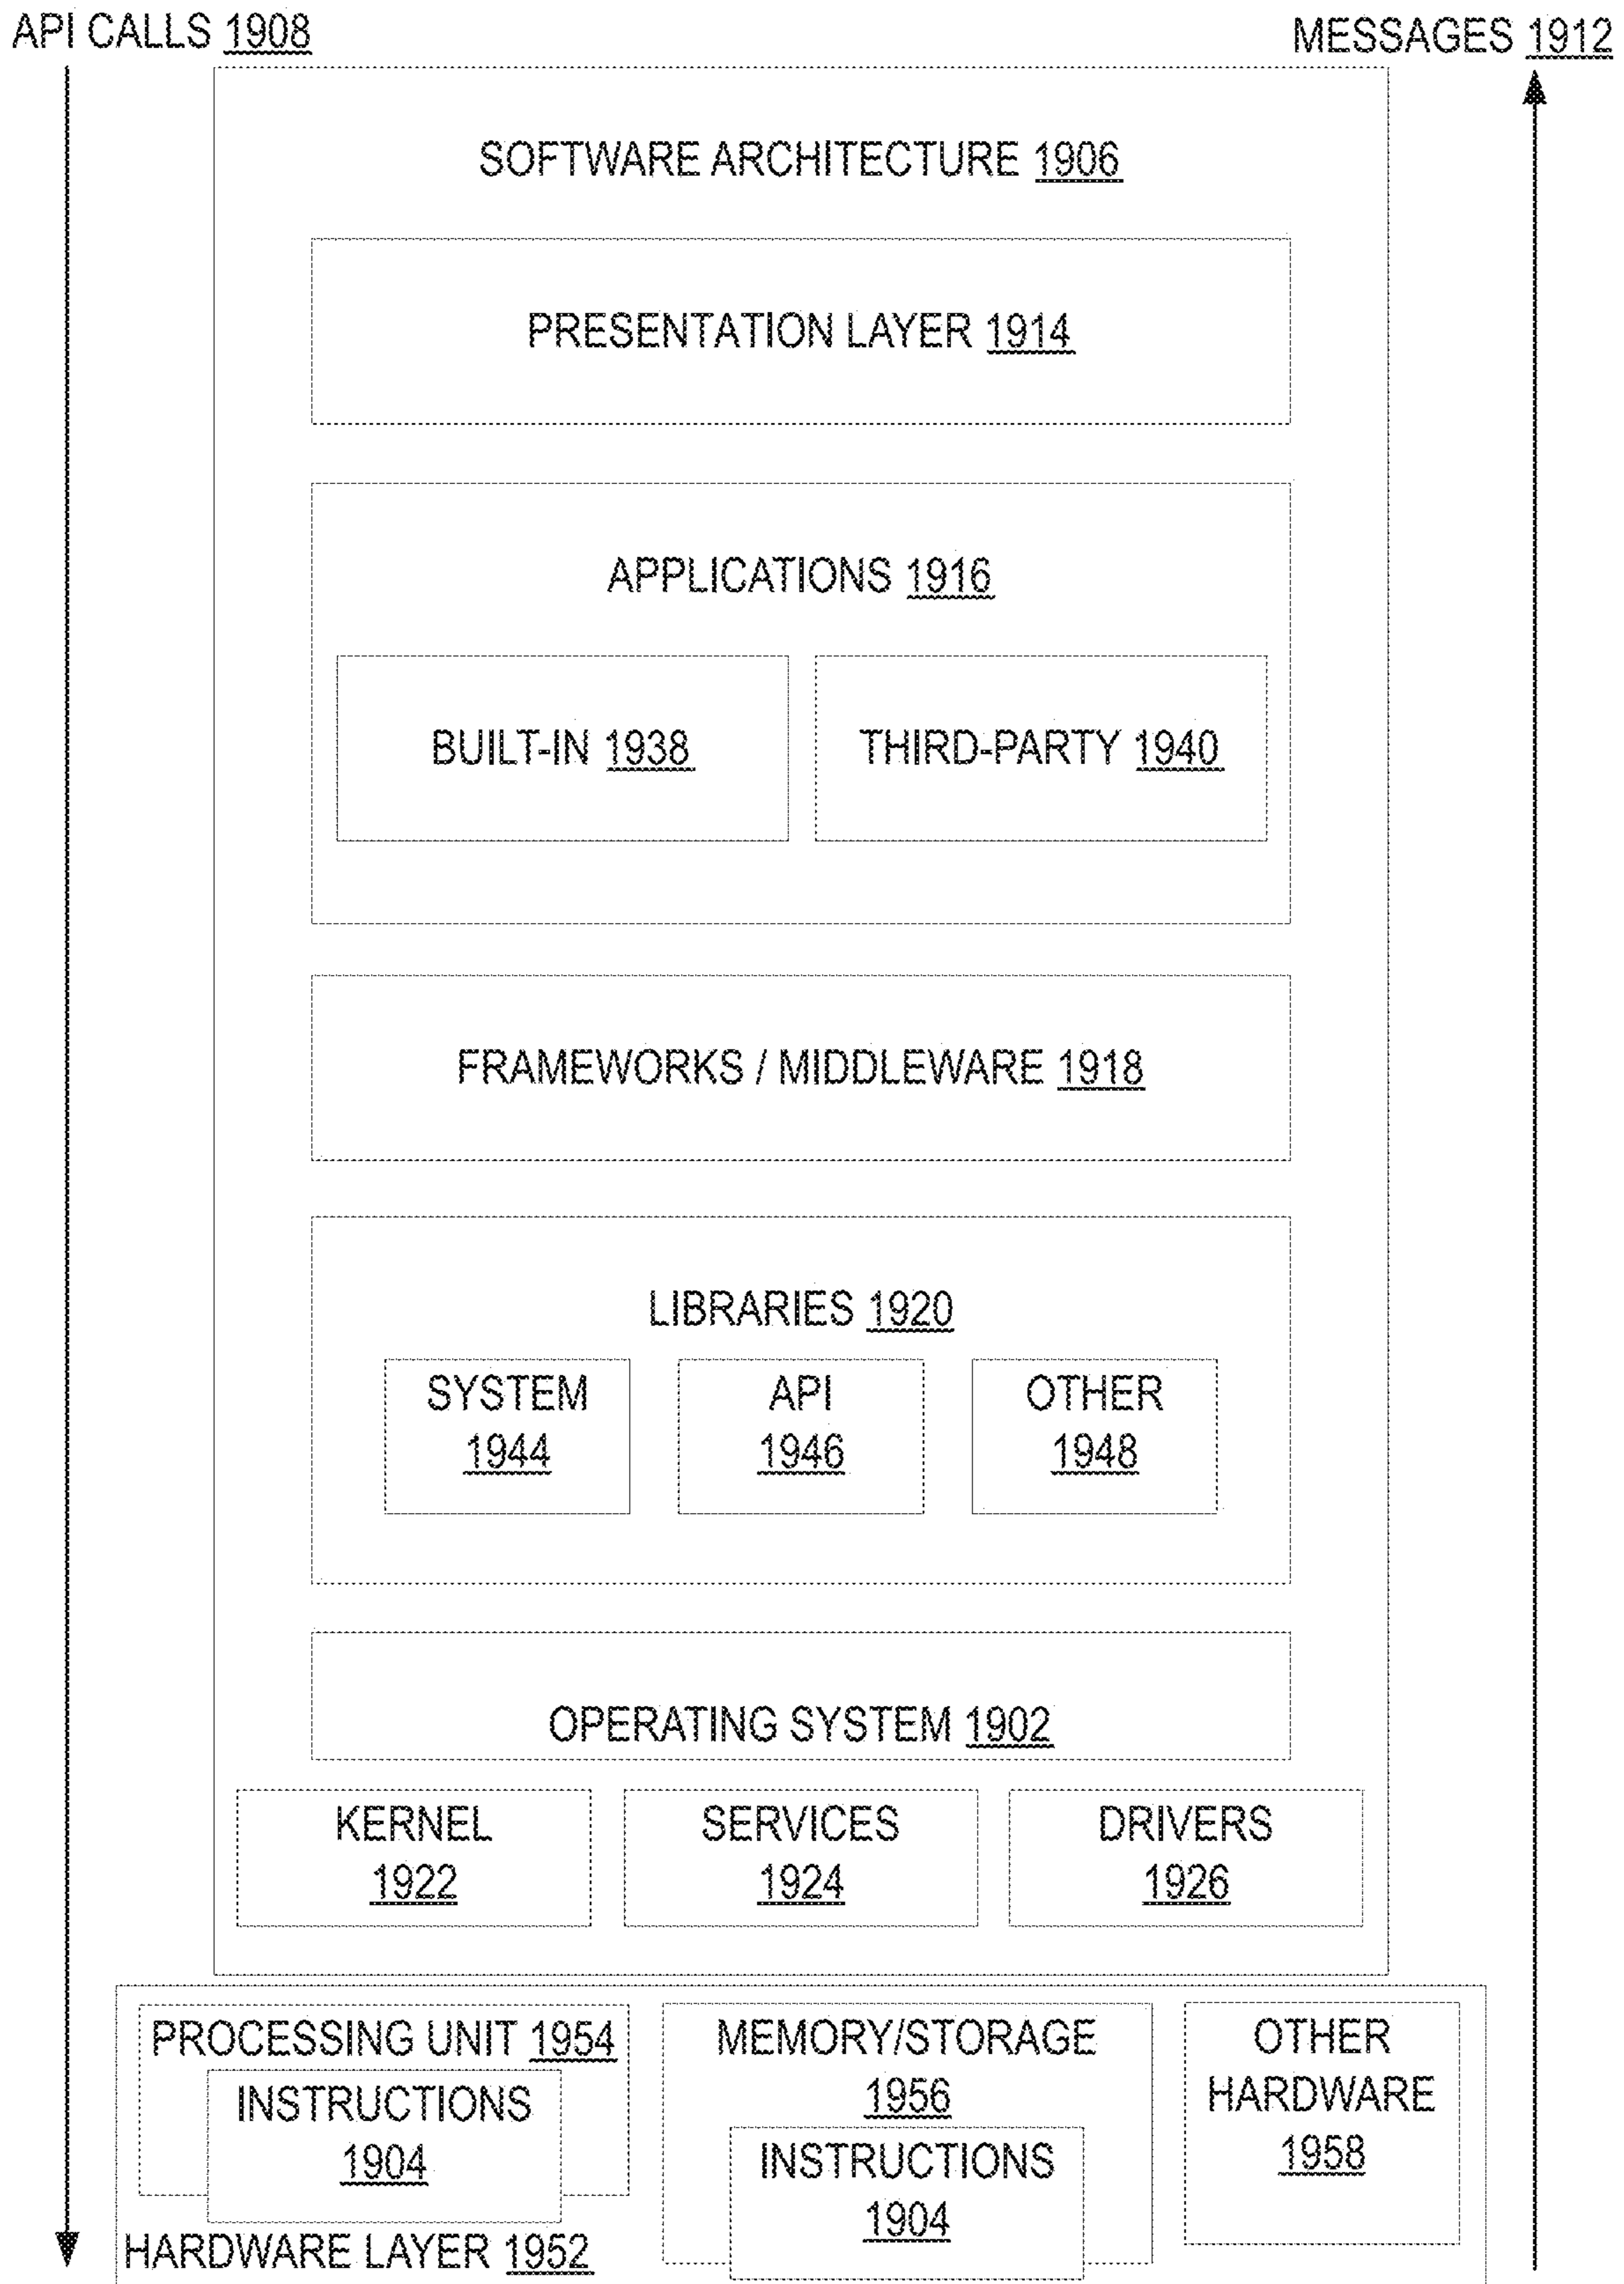 API CALLS 1908
MESSAGES 1912
SOFTWARE ARCHITECTURE 1906
PRESENTATION LAYER 1914
APPLICATIONS 1916
BUILT-IN 1938
THIRD-PARTY 1940
FRAMEWORKS / MIDDLEWARE 1918
LIBRARIES 1920
SYSTEM
1944
API
1946
OTHER
1948
OPERATING SYSTEM 1902
KERNEL
1922
SERVICES
1924
DRIVERS
1926
PROCESSING UNIT 1954
INSTRUCTIONS
1904
MEMORY/STORAGE
1956
INSTRUCTIONS
1904
OTHER
HARDWARE
1958
HARDWARE LAYER 1952